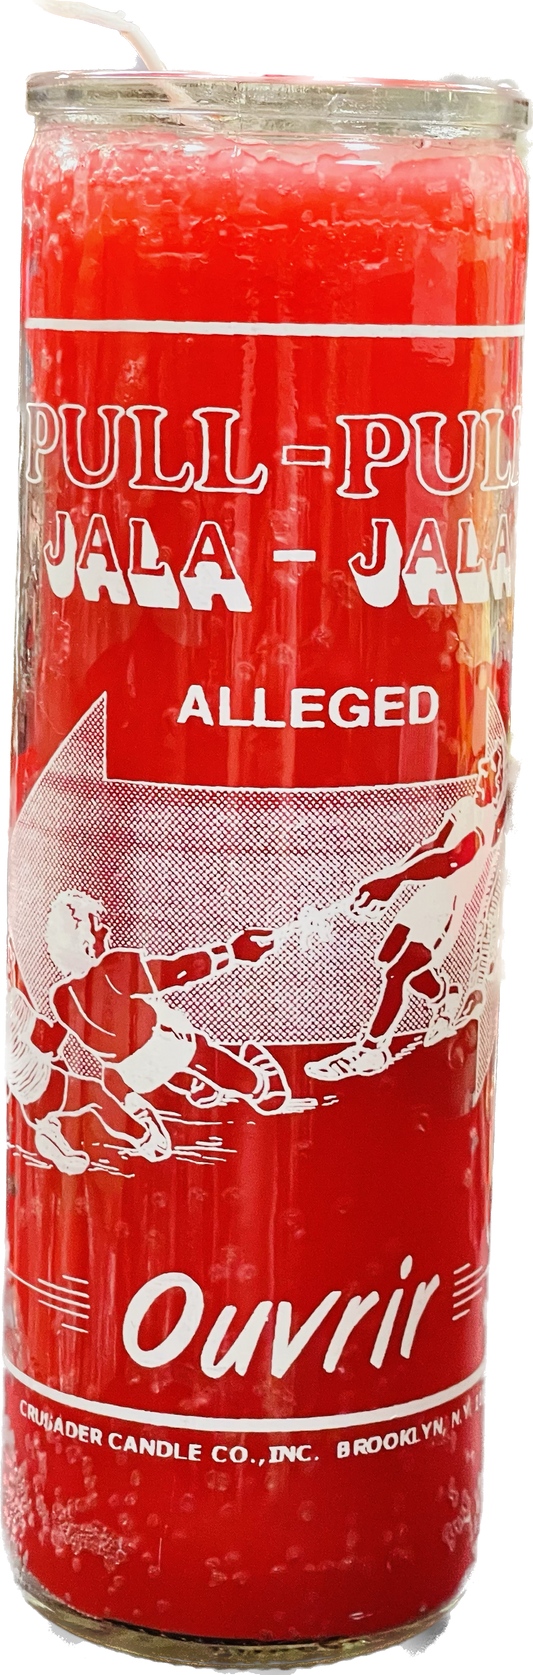 PULL-PULL
JALA - JALA
ALLEGED
Ouvrir
CRUSADER CANDLE CO., INC. BROOKLYN, N.Y.